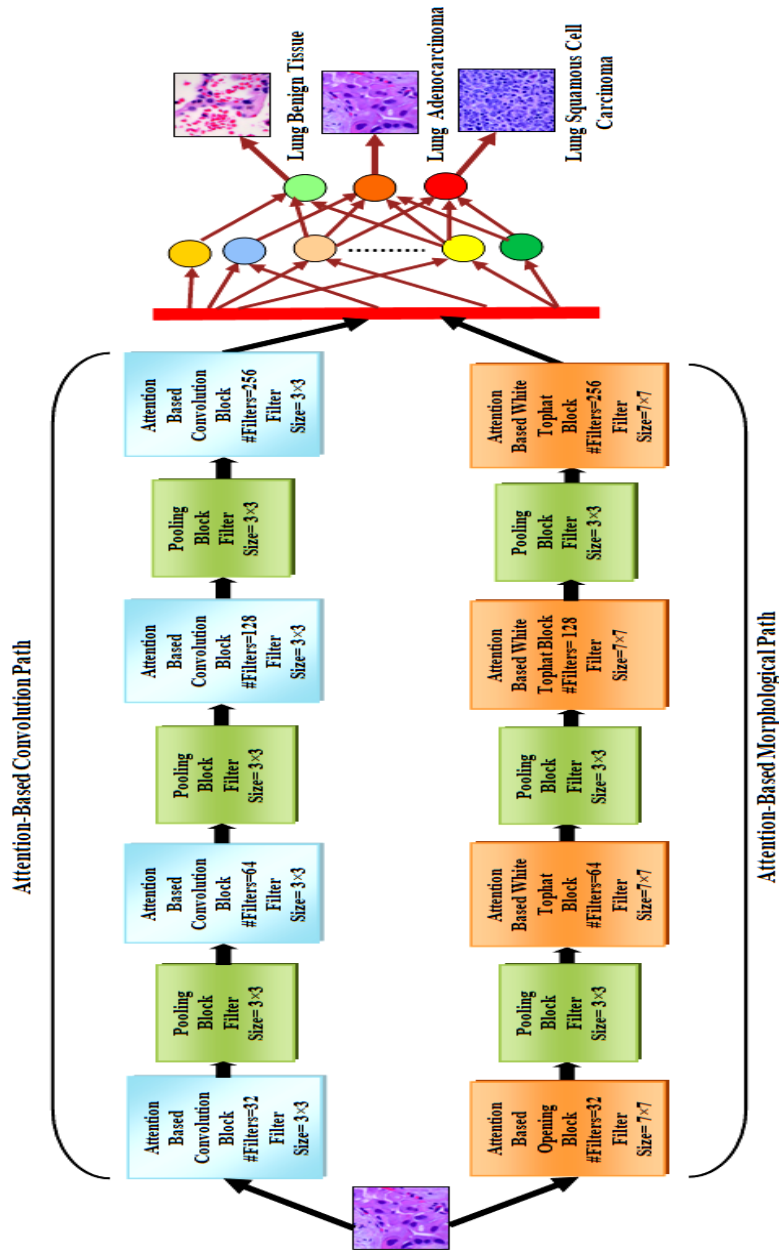 Attention-Based Convolution Path
Attention
Based
Convolution
Block
#Filters=32
Filter
Size= 3×3
Pooling
Block
Filter
Size= 3×3
Attention
Based
Convolution
Block
#Filters=64
Filter
Size= 3×3
Pooling
Block
Filter
Size= 3×3
Attention
Based
Convolution
Block
#Filters=128
Filter
Size= 3×3
Pooling
Block
Filter
Size= 3×3
Attention
Based
Convolution
Block
#Filters=256
Filter
Size= 3×3
Attention
Based
Opening
Block
#Filters=32
Filter
Size= 7×7
Pooling
Block
Filter
Size= 3×3
Attention
Based White
Tophat
Block
#Filters=64
Filter
Size=7×7
Pooling
Block
Filter
Size= 3×3
Attention
Based White
Tophat Block
#Filters= 128
Filter
Size=7×7
Pooling
Block
Filter
Size= 3×3
Attention
Based White
Tophat
Block
#Filters=256
Filter
Size=7×7
Attention-Based Morphological Path
Lung Benign Tissue
Lung Adenocarcinoma
Lung Squamous Cell
Carcinoma